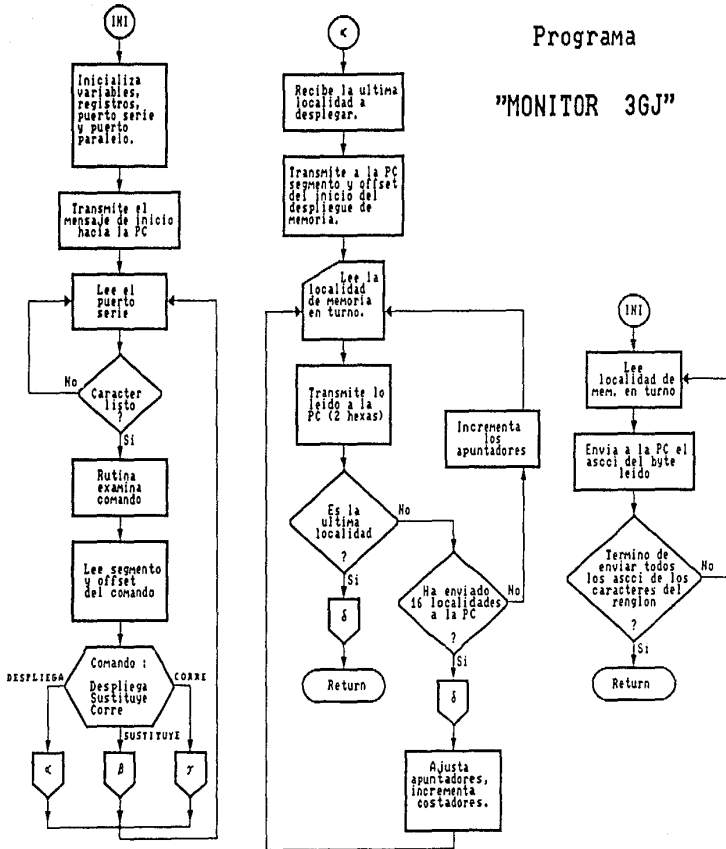 Programa
"MONITOR 3GJ"
INI
Inicializa
variables,
registros,
puerto serie
y puerto
paralelo.
Transmite el
mensaje de inicio
hacia la PC
Lee el
puerto
serie
No
Caracter
listo
?
Si
Rutina
examina
comando
Lee segmento
y offset
del comando
Comando :
Despliega
Sustituye
Corre
DESPLIEGA
CORRE
SUSTITUYE
α
β
γ
α
Recibe la ultima
localidad a
desplegar.
Transmite a la PC
segmento y offset
del inicio del
despliegue de
memoria.
Lee la
localidad
de memoria
en turno.
Transmite lo
leido a la
PC (2 hexas)
Incrementa
los
apuntadores
Es la
ultima
localidad
?
No
Si
δ
Return
Ha enviado
16 localidades
a la PC
?
No
Si
δ
Ajusta
apuntadores,
incrementa
costadores.
INI
Lee
localidad de
mem. en turno
Envia a la PC el
ascci del byte
leido
Termino de
enviar todos
los ascci de los
caracteres del
renglon
?
No
Si
Return